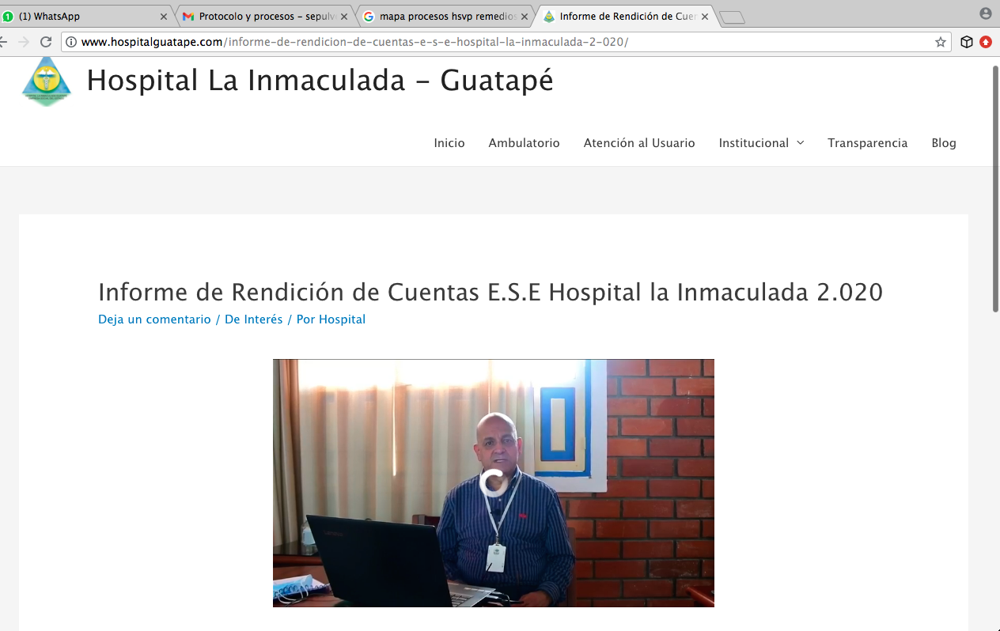 (1) WhatsApp
Protocolo y procesos – sepulv
mapa procesos hsvp remedios
Informe de Rendición de Cuen
www.hospitalguatape.com/informe-de-rendicion-de-cuentas-e-s-e-hospital-la-inmaculada-2-020/
Hospital La Inmaculada – Guatapé
Inicio Ambulatorio Atención al Usuario Institucional Transparencia Blog
Informe de Rendición de Cuentas E.S.E Hospital la Inmaculada 2.020
Deja un comentario / De Interés / Por Hospital
Lenovo